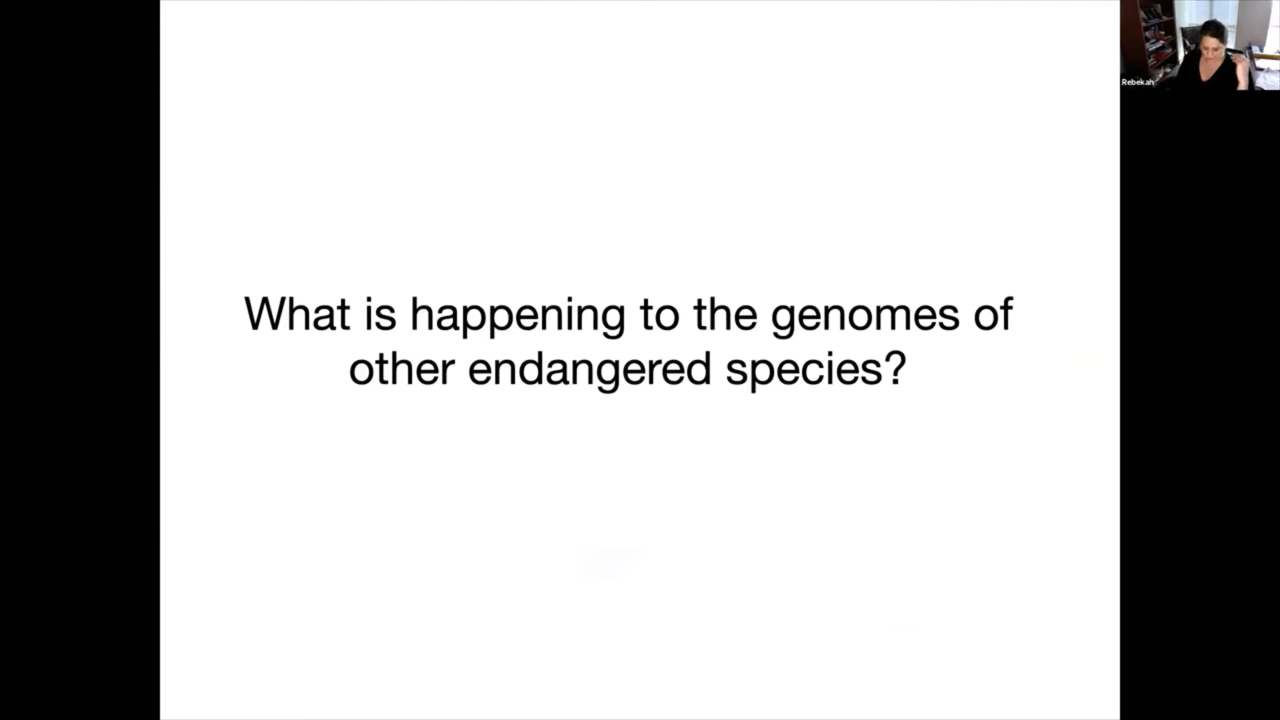 What is happening to the genomes of
other endangered species?
Rebekah